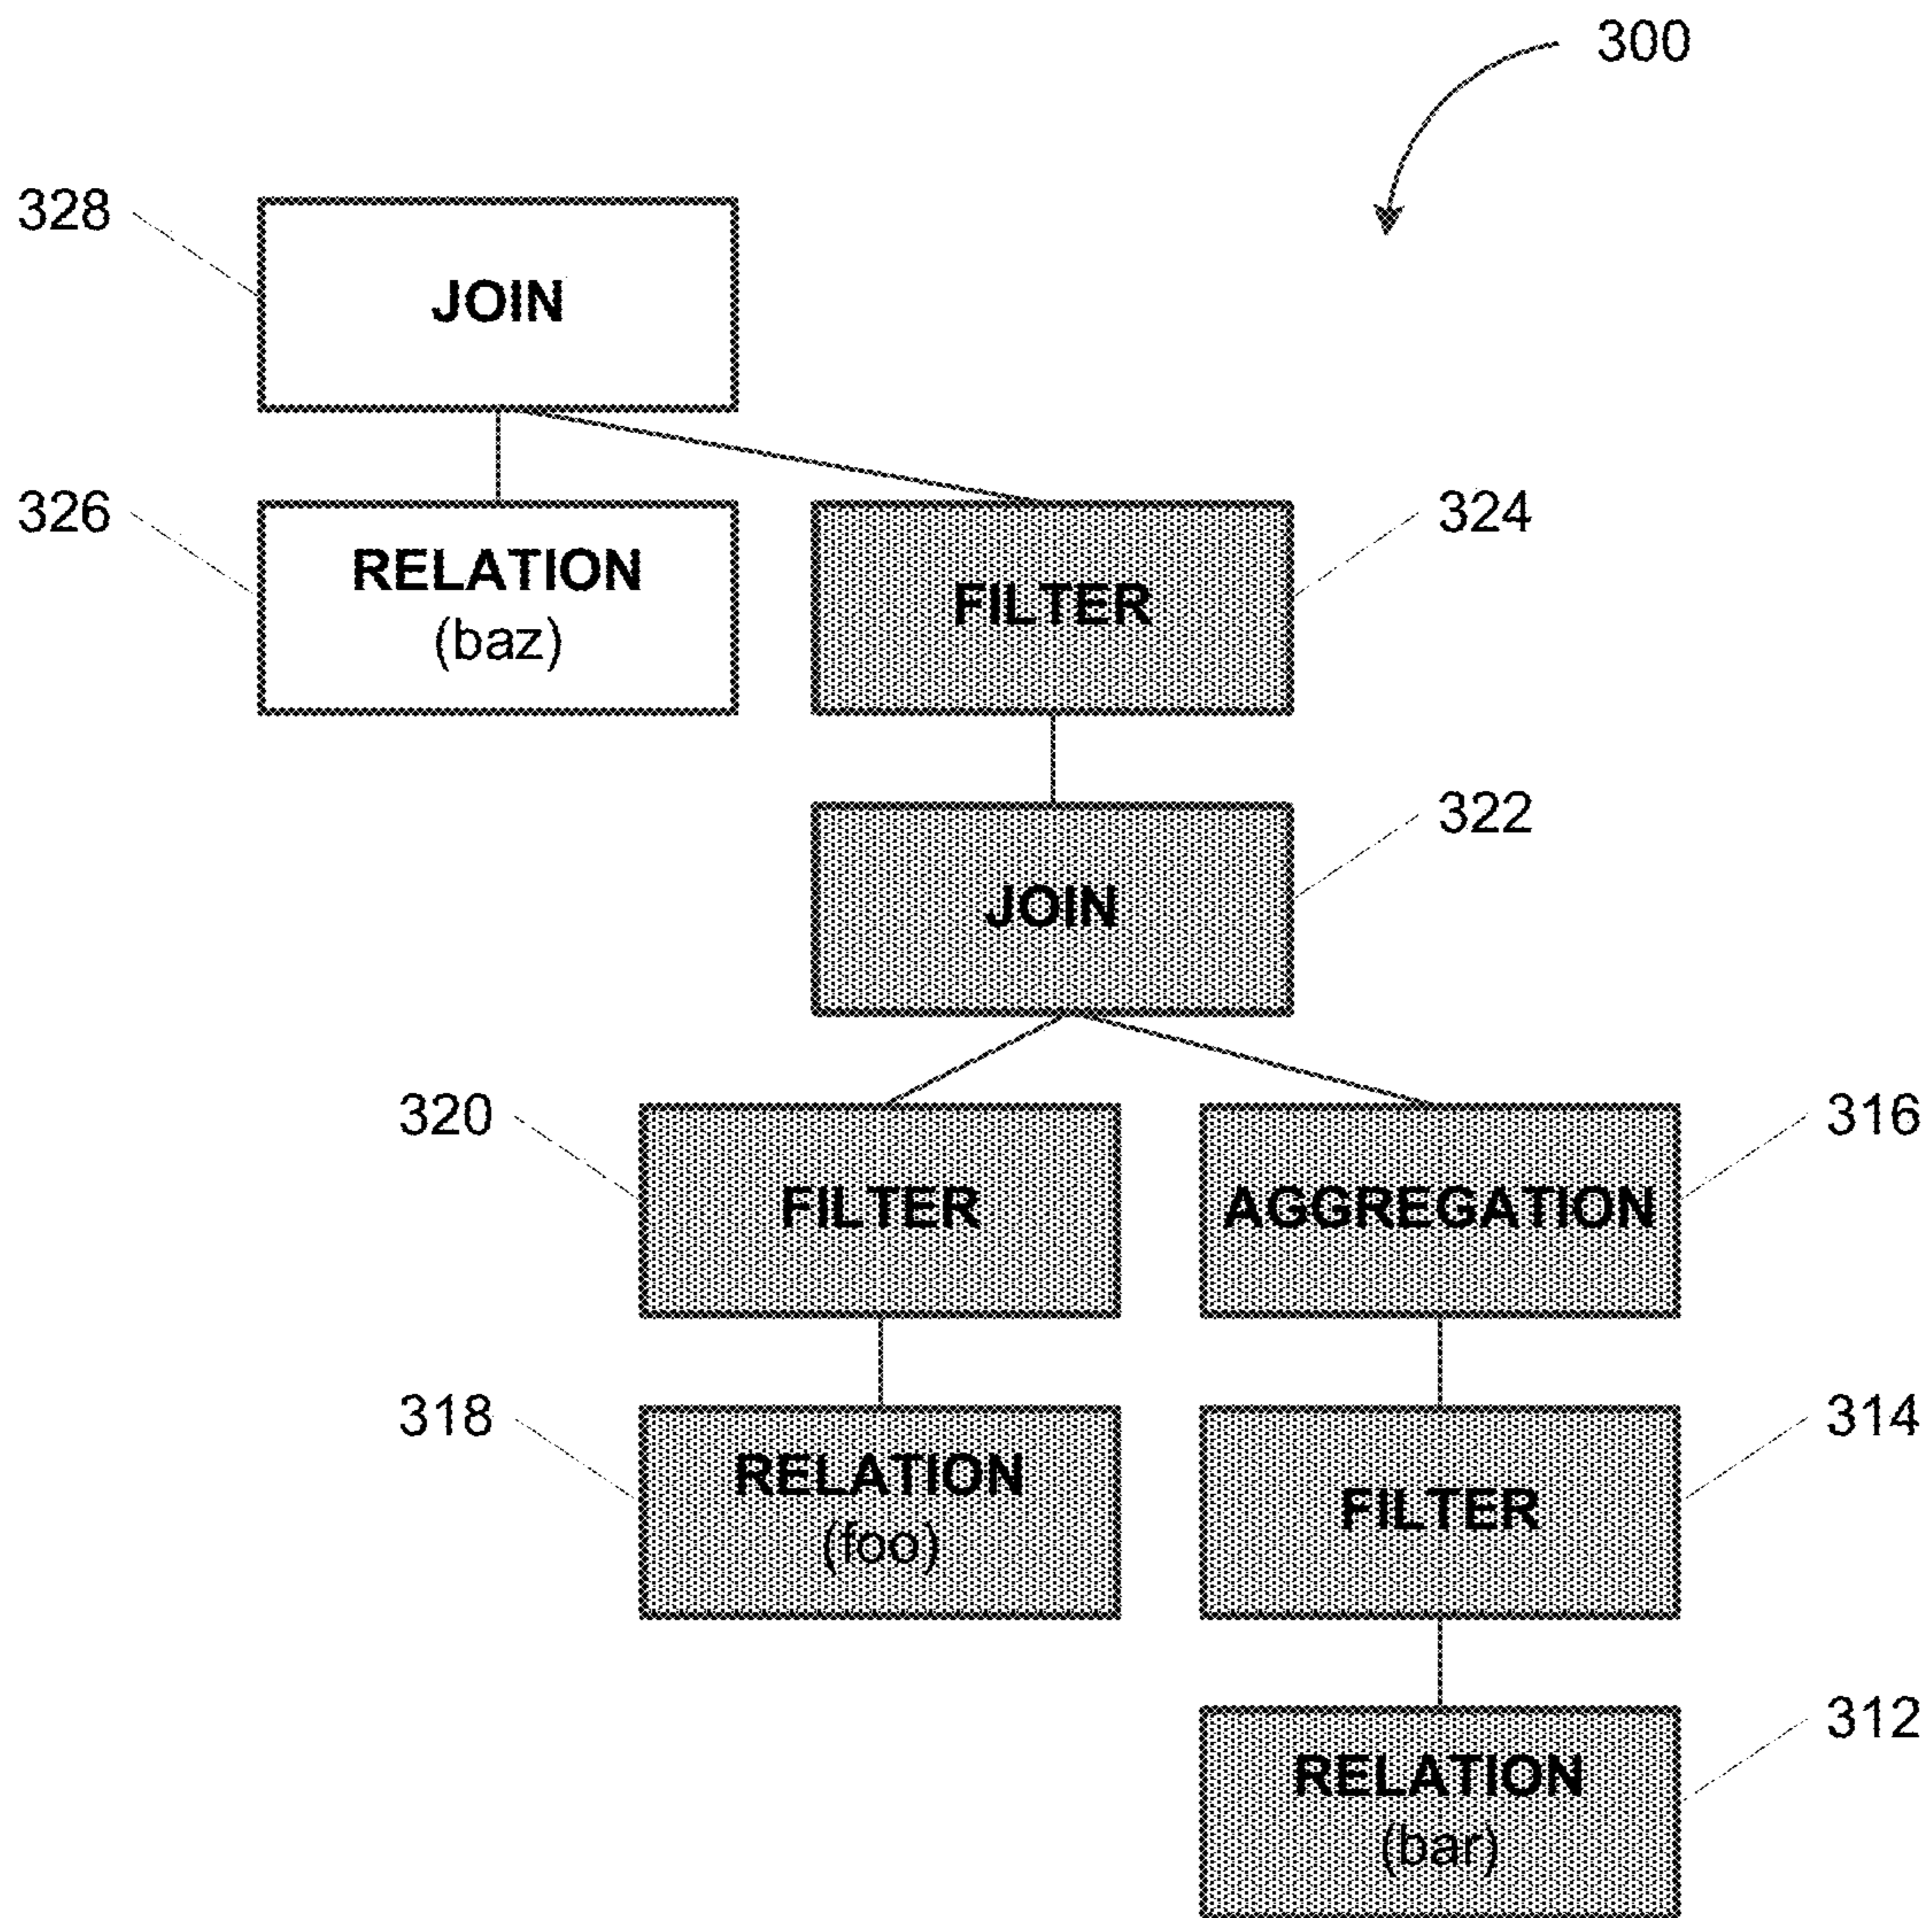 300
328
JOIN
326
RELATION
(baz)
FILTER
324
JOIN
322
320
FILTER
AGGREGATION
316
318
RELATION
(foo)
FILTER
314
RELATION
(bar)
312